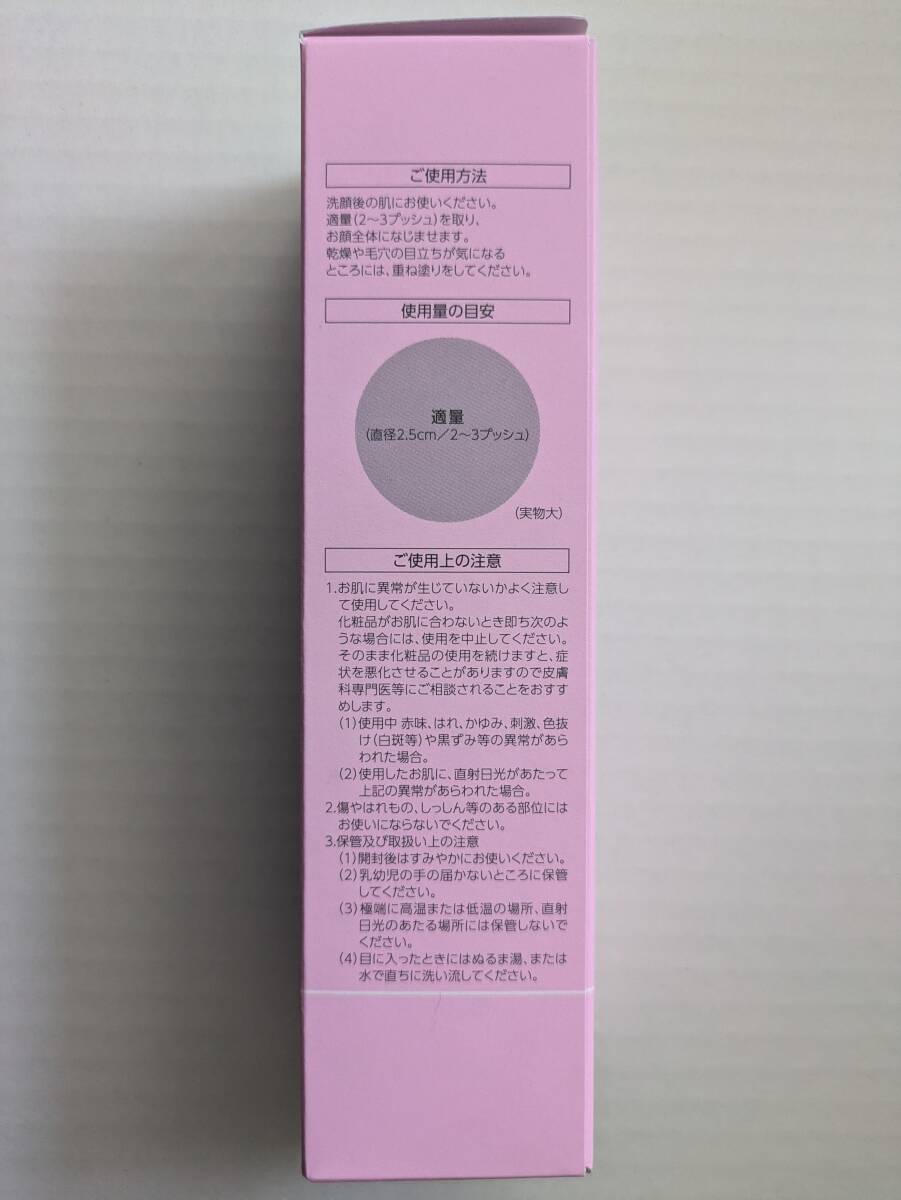 ご使用方法
洗顔後の肌にお使いください。
適量(2〜3プッシュ)を取り、
お顔全体になじませます。
乾燥や毛穴の目立ちが気になる
ところには、重ね塗りをしてください。
使用量の目安
適量
(直径2.5cm/2〜3プッシュ)
(実物大)
ご使用上の注意
1.お肌に異常が生じていないかよく注意し
て使用してください。
化粧品がお肌に合わないとき即ち次のよ
うな場合には、使用を中止してください。
そのまま化粧品の使用を続けますと、症
状を悪化させることがありますので皮膚
科専門医等にご相談されることをおすす
めします。
(1)使用中 赤味、はれ、かゆみ、刺激、色抜
け(白斑等)や黒ずみ等の異常があら
われた場合。
(2)使用したお肌に、直射日光があたって
上記の異常があらわれた場合。
2.傷やはれもの、しっしん等のある部位には
お使いにならないでください。
3.保管及び取扱い上の注意
(1)開封後はすみやかにお使いください。
(2)乳幼児の手の届かないところに保管
してください。
(3)極端に高温または低温の場所、直射
日光のあたる場所には保管しないで
ください。
(4)目に入ったときにはぬるま湯、または
水で直ちに洗い流してください。